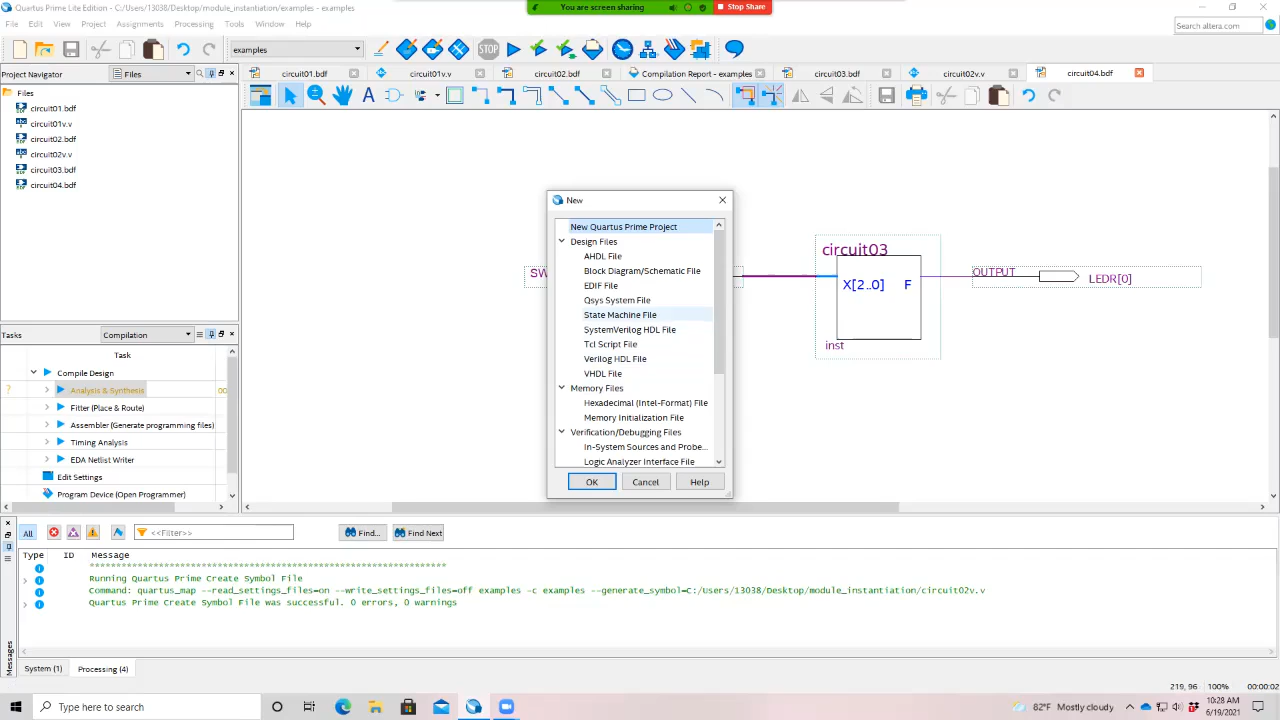 Quartus Prime Lite Edition - C:/Users/13038/Desktop/module_instantiation/examples - examples
You are screen sharing
Stop Share
File Edit View Project Assignments Processing Tools Window Help
Search altera.com
STOP
examples
Project Navigator
Files
circuit01.bdf
circuit01v.v
circuit02.bdf
Compilation Report - examples
circuit03.bdf
circuit02v.v
circuit04.bdf
Files
circuit01.bdf
circuit01v.v
circuit02.bdf
circuit02v.v
circuit03.bdf
circuit04.bdf
New
New Quartus Prime Project
Design Files
AHDL File
Block Diagram/Schematic File
EDIF File
Qsys System File
State Machine File
SystemVerilog HDL File
Tcl Script File
Verilog HDL File
VHDL File
Memory Files
Hexadecimal (Intel-Format) File
Memory Initialization File
Verification/Debugging Files
In-System Sources and Probe...
Logic Analyzer Interface File
OK
Cancel
Help
SW
circuit03
X[2..0] F
inst
OUTPUT
LEDR[0]
Tasks
Compilation
Task
Compile Design
? Analysis & Synthesis 00
Fitter (Place & Route)
Assembler (Generate programming files)
Timing Analysis
EDA Netlist Writer
Edit Settings
Program Device (Open Programmer)
All
<<Filter>>
Find...
Find Next
Type ID Message
*******************************************************************
Running Quartus Prime Create Symbol File
Command: quartus_map --read_settings_files=on --write_settings_files=off examples -c examples --generate_symbol=C:/Users/13038/Desktop/module_instantiation/circuit02v.v
Quartus Prime Create Symbol File was successful. 0 errors, 0 warnings
Messages
System (1)
Processing (4)
219, 96 100% 00:00:02
Type here to search
82°F Mostly cloudy
10:28 AM
6/19/2021